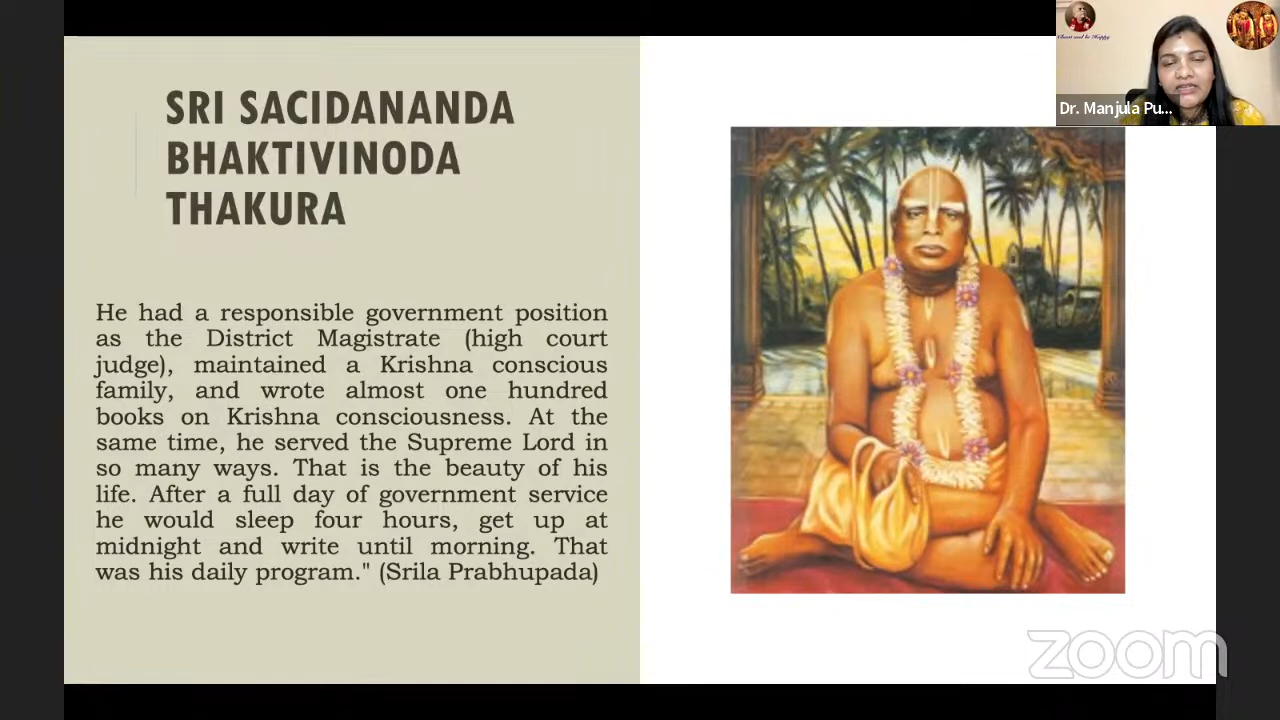 SRI SACIDANANDA
BHAKTIVINODA
THAKURA
He had a responsible government position
as the District Magistrate (high court
judge), maintained a Krishna conscious
family, and wrote almost one hundred
books on Krishna consciousness. At the
same time, he served the Supreme Lord in
so many ways. That is the beauty of his
life. After a full day of government service
he would sleep four hours, get up at
midnight and write until morning. That
was his daily program." (Srila Prabhupada)
Chant and be Happy
Dr. Manjula Pu...
zoom